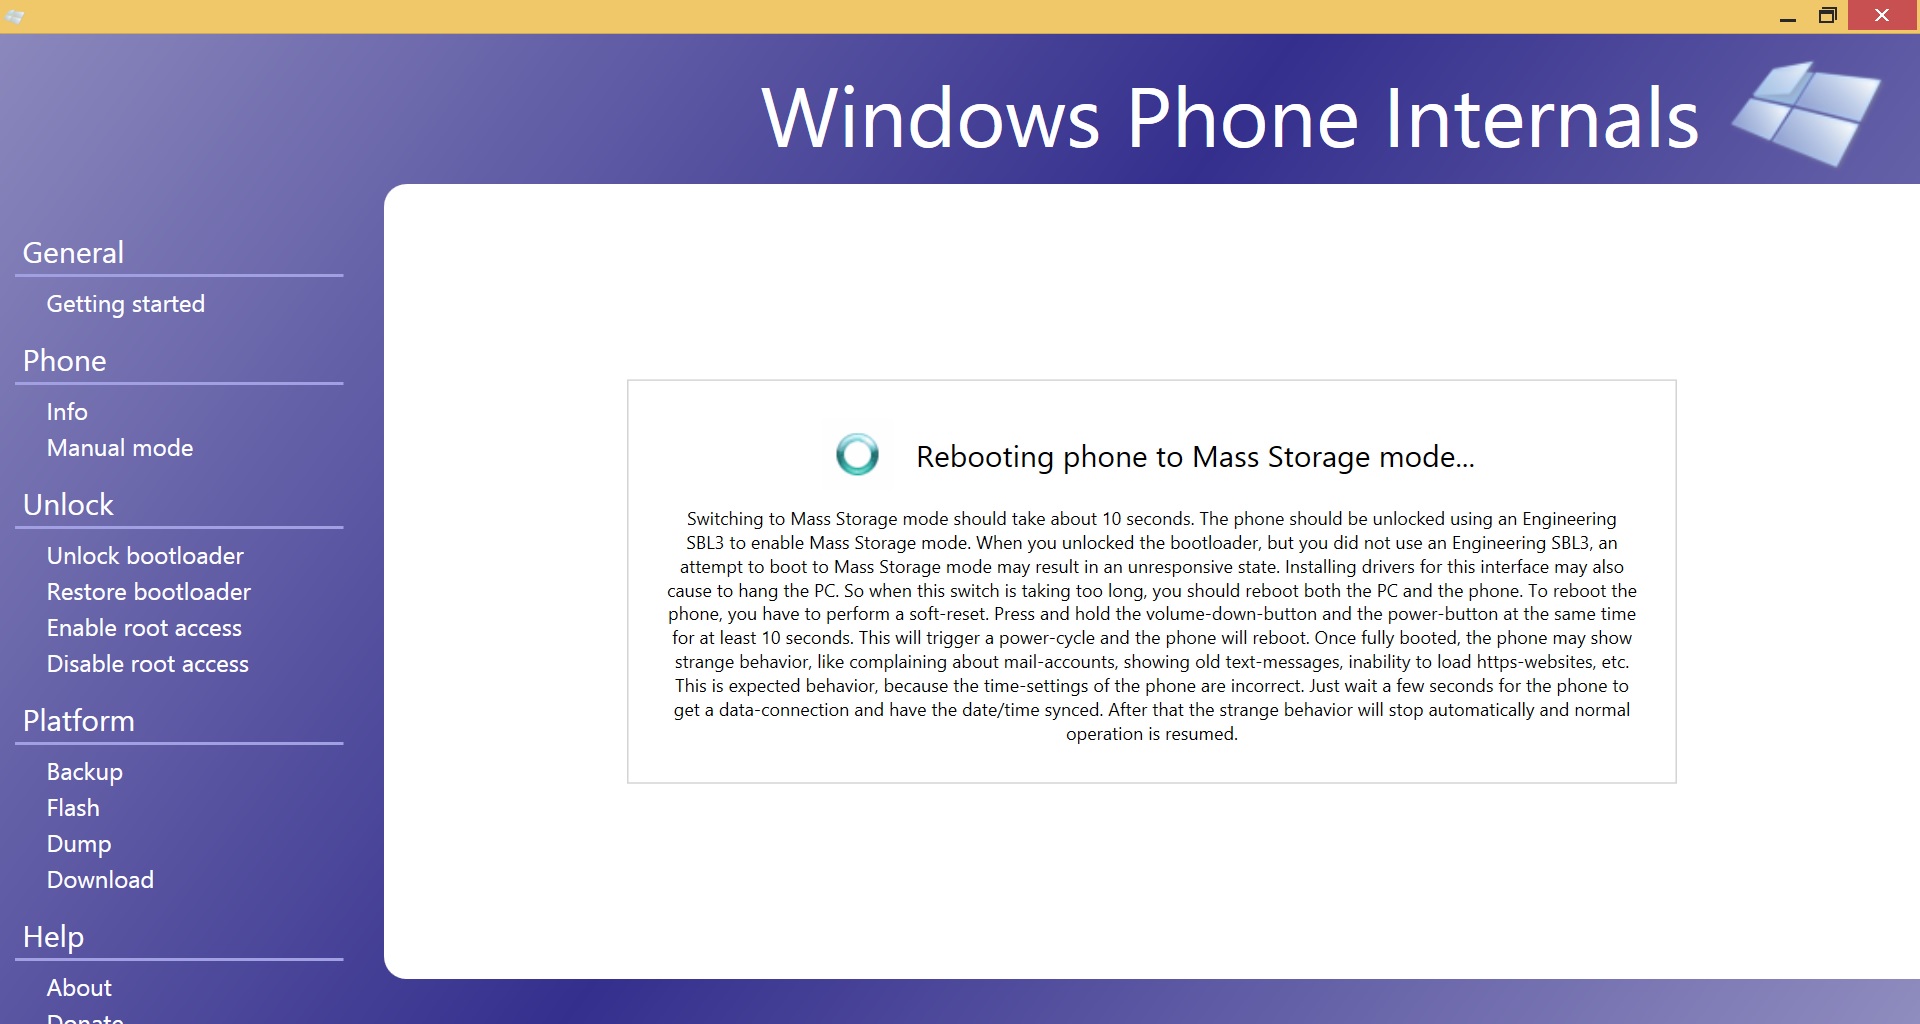 Windows Phone Internals
General
Getting started
Phone
Info
Manual mode
Unlock
Unlock bootloader
Restore bootloader
Enable root access
Disable root access
Platform
Backup
Flash
Dump
Download
Help
About
Donate
Rebooting phone to Mass Storage mode...
Switching to Mass Storage mode should take about 10 seconds. The phone should be unlocked using an Engineering
SBL3 to enable Mass Storage mode. When you unlocked the bootloader, but you did not use an Engineering SBL3, an
attempt to boot to Mass Storage mode may result in an unresponsive state. Installing drivers for this interface may also
cause to hang the PC. So when this switch is taking too long, you should reboot both the PC and the phone. To reboot the
phone, you have to perform a soft-reset. Press and hold the volume-down-button and the power-button at the same time
for at least 10 seconds. This will trigger a power-cycle and the phone will reboot. Once fully booted, the phone may show
strange behavior, like complaining about mail-accounts, showing old text-messages, inability to load https-websites, etc.
This is expected behavior, because the time-settings of the phone are incorrect. Just wait a few seconds for the phone to
get a data-connection and have the date/time synced. After that the strange behavior will stop automatically and normal
operation is resumed.